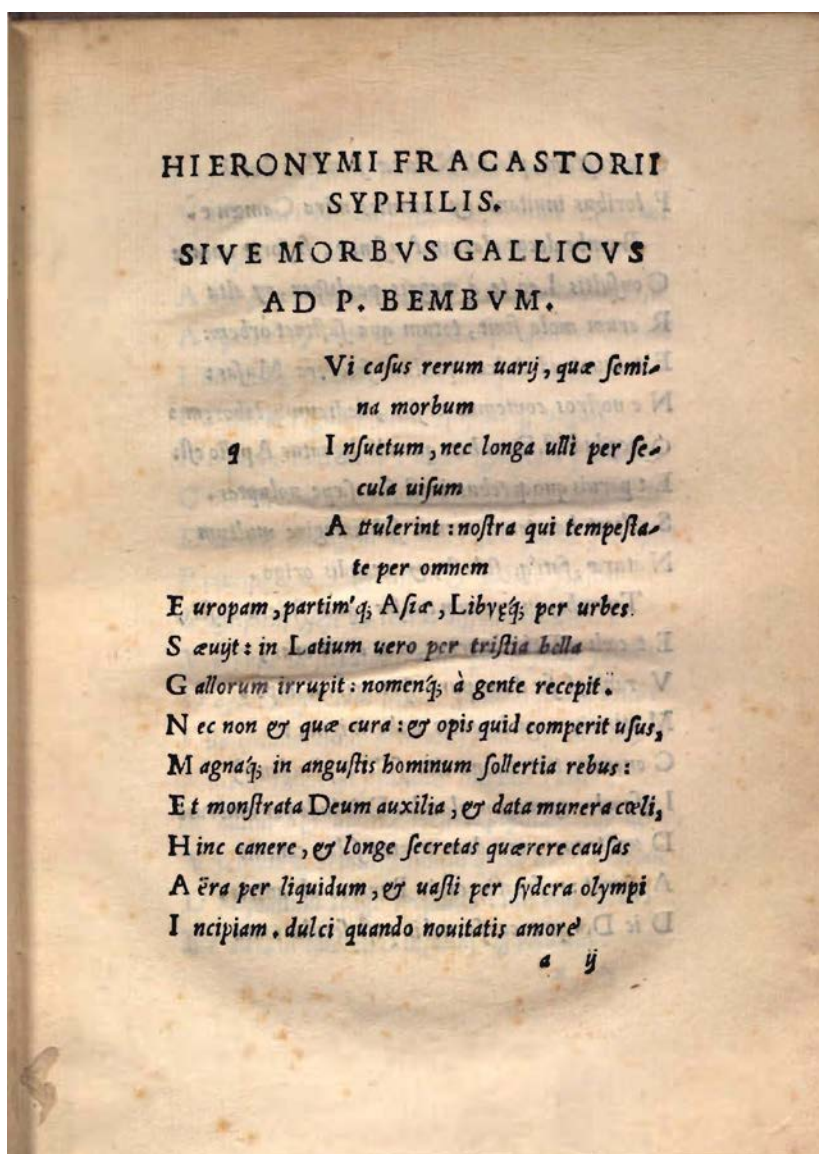 HIERONYMI FRACASTORII
SYPHILIS.
SIVE MORBVS GALLICVS
AD P. BEMBVM.
Vi caſus rerum uarij, quæ ſemi-
na morbum
q I nſuetum, nec longa ulli per ſe-
cula uiſum
A ttulerint: noſtra qui tempeſta-
te per omnem
E uropam, partim'q; Aſiæ, Libyęq́; per urbes
S æuijt: in Latium uero per triſtia bella
G allorum irrupit: nomenq́; à gente recepit.
N ec non & quæ cura: & opis quid comperit uſus,
M agnaq́; in anguſtis hominum ſollertia rebus:
E t monſtrata Deum auxilia, & data munera cœli,
H inc canere, & longe ſecretas quærere cauſas
A ëra per liquidum, & uaſti per ſydera olympi
I ncipiam. dulci quando nouitatis amore
a ij